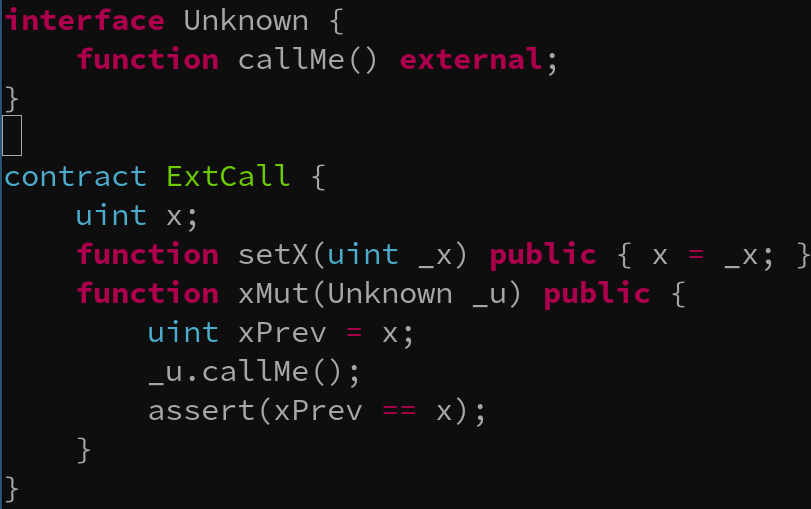 interface Unknown {
    function callMe() external;
}

contract ExtCall {
    uint x;
    function setX(uint _x) public { x = _x; }
    function xMut(Unknown _u) public {
        uint xPrev = x;
        _u.callMe();
        assert(xPrev == x);
    }
}